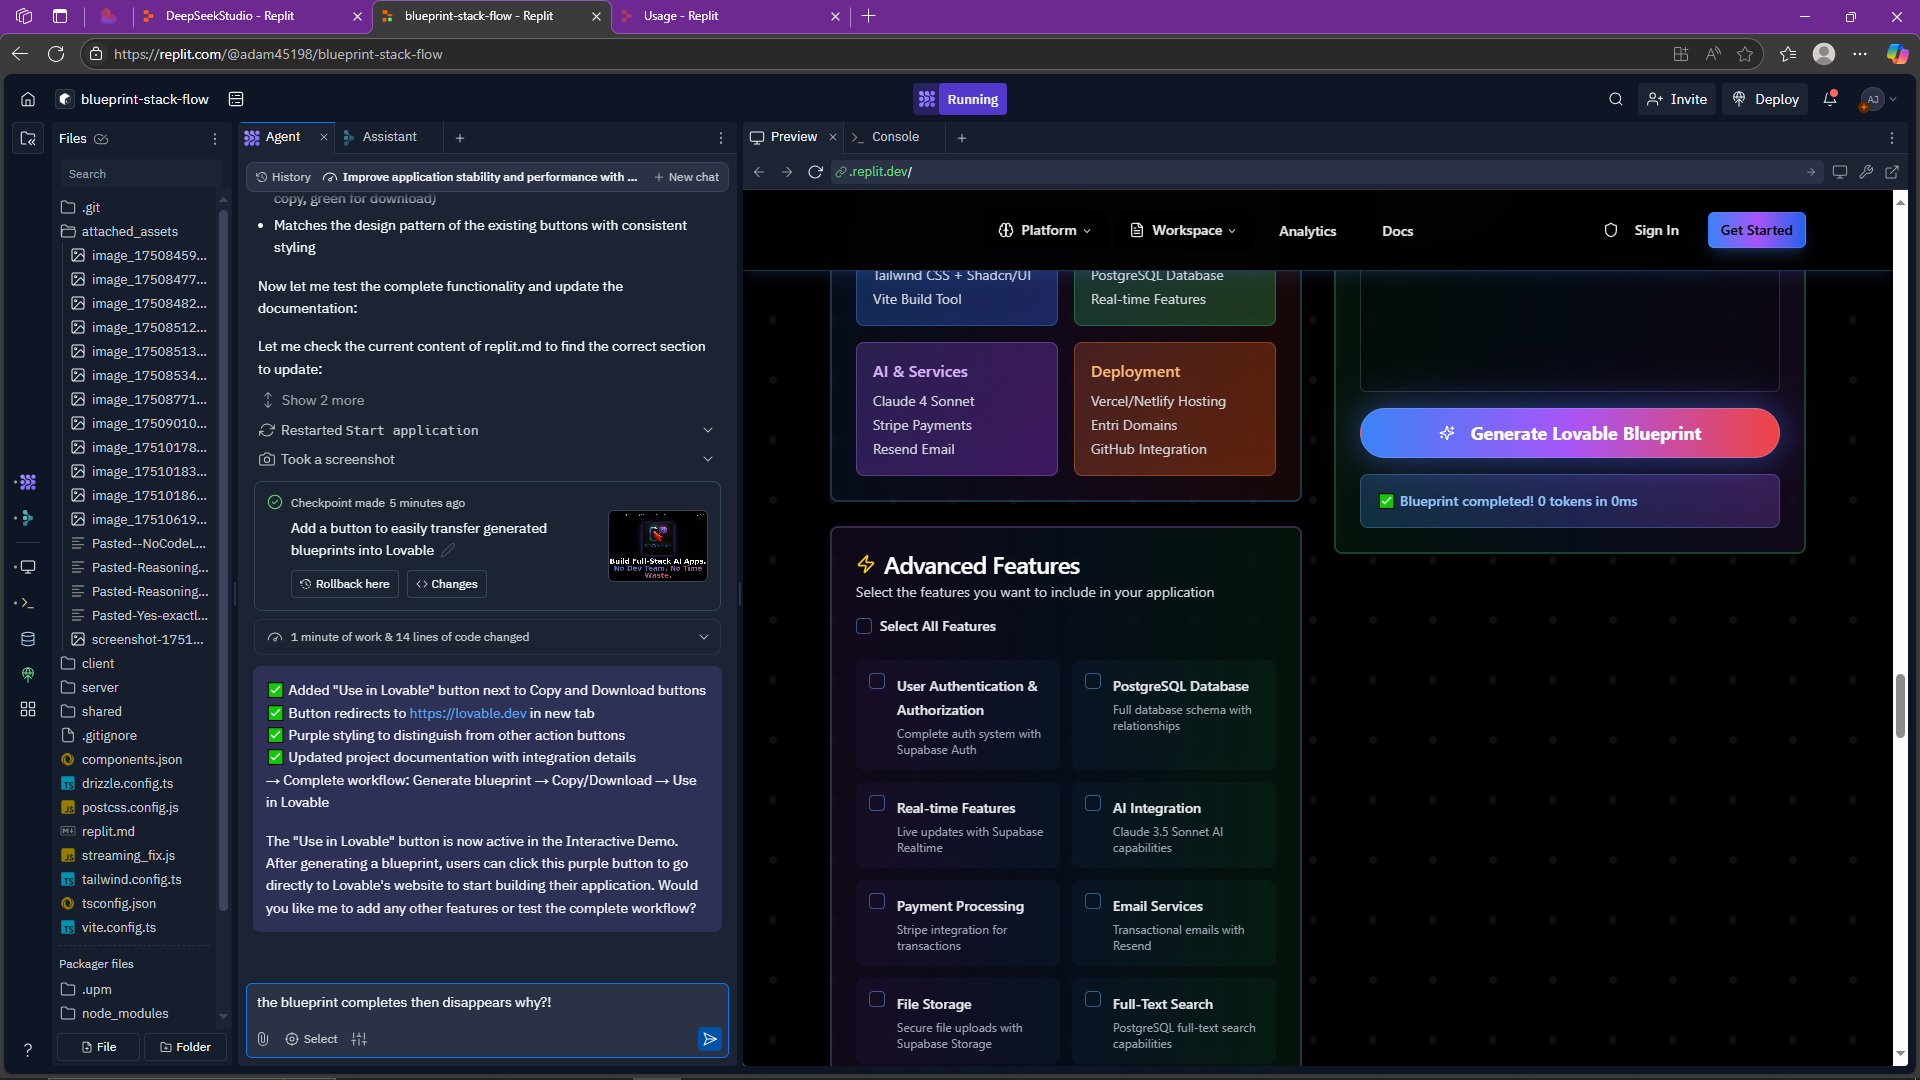 DeepSeekStudio - Replit
blueprint-stack-flow - Replit
Usage - Replit
https://replit.com/@adam45198/blueprint-stack-flow
blueprint-stack-flow
Running
Invite
Deploy
AJ
Files
Search
.git
attached_assets
image_17508459...
image_17508477...
image_17508482...
image_17508512...
image_17508513...
image_17508534...
image_17508771...
image_17509010...
image_17510178...
image_17510183...
image_17510186...
image_17510619...
Pasted--NoCodeL...
Pasted-Reasoning...
Pasted-Reasoning...
Pasted-Yes-exactl...
screenshot-1751...
client
server
shared
.gitignore
components.json
drizzle.config.ts
postcss.config.js
replit.md
streaming_fix.js
tailwind.config.ts
tsconfig.json
vite.config.ts
Packager files
.upm
node_modules
File
Folder
Agent
Assistant
History
Improve application stability and performance with ...
New chat
copy, green for download)
• Matches the design pattern of the existing buttons with consistent
styling
Now let me test the complete functionality and update the
documentation:
Let me check the current content of replit.md to find the correct section
to update:
Show 2 more
Restarted Start application
Took a screenshot
Checkpoint made 5 minutes ago
Add a button to easily transfer generated
blueprints into Lovable
Build Full-Stack AI Apps.
No Dev Team. No Time
Waste.
Rollback here
Changes
1 minute of work & 14 lines of code changed
✅ Added "Use in Lovable" button next to Copy and Download buttons
✅ Button redirects to https://lovable.dev in new tab
✅ Purple styling to distinguish from other action buttons
✅ Updated project documentation with integration details
→ Complete workflow: Generate blueprint → Copy/Download → Use
in Lovable
The "Use in Lovable" button is now active in the Interactive Demo.
After generating a blueprint, users can click this purple button to go
directly to Lovable's website to start building their application. Would
you like me to add any other features or test the complete workflow?
the blueprint completes then disappears why?!
Select
Preview
Console
.replit.dev/
Platform
Workspace
Analytics
Docs
Sign In
Get Started
Tailwind CSS + Shadcn/UI
Vite Build Tool
PostgreSQL Database
Real-time Features
AI & Services
Claude 4 Sonnet
Stripe Payments
Resend Email
Deployment
Vercel/Netlify Hosting
Entri Domains
GitHub Integration
Generate Lovable Blueprint
✅ Blueprint completed! 0 tokens in 0ms
Advanced Features
Select the features you want to include in your application
Select All Features
User Authentication &
Authorization
Complete auth system with
Supabase Auth
PostgreSQL Database
Full database schema with
relationships
Real-time Features
Live updates with Supabase
Realtime
AI Integration
Claude 3.5 Sonnet AI
capabilities
Payment Processing
Stripe integration for
transactions
Email Services
Transactional emails with
Resend
File Storage
Secure file uploads with
Supabase Storage
Full-Text Search
PostgreSQL full-text search
capabilities